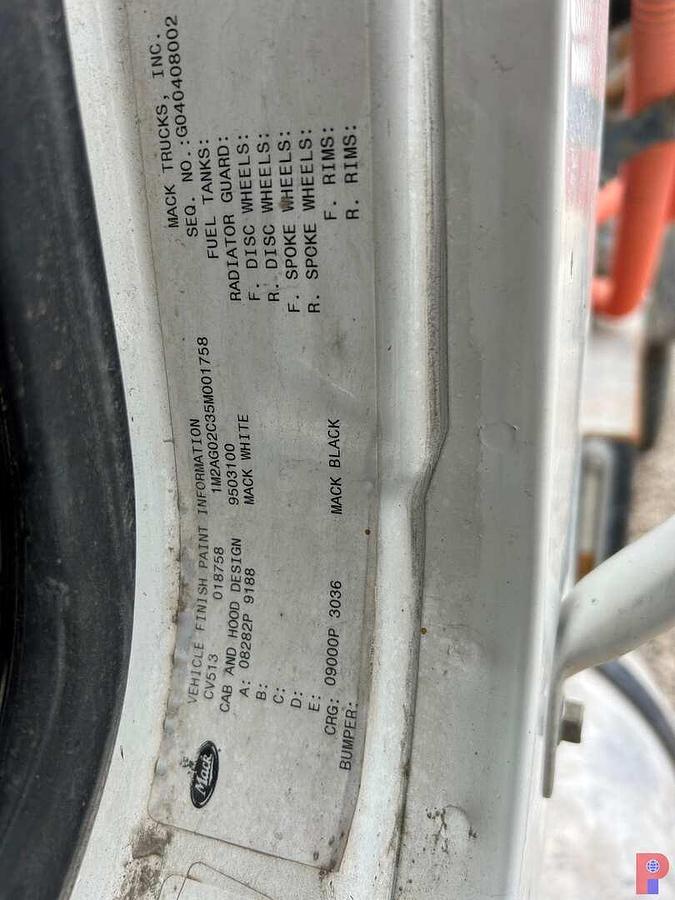 Mack
VEHICLE FINISH PAINT INFORMATION
MACK TRUCKS, INC.
CV513 018758 1M2AG02C35M001758 SEQ. NO.:G040408002
CAB AND HOOD DESIGN 9503100 FUEL TANKS:
A: 08282P 9188 MACK WHITE RADIATOR GUARD:
B: F. DISC WHEELS:
C: R. DISC WHEELS:
D: F. SPOKE WHEELS:
E: R. SPOKE WHEELS:
CRG: 09000P 3036 MACK BLACK F. RIMS:
BUMPER: R. RIMS: